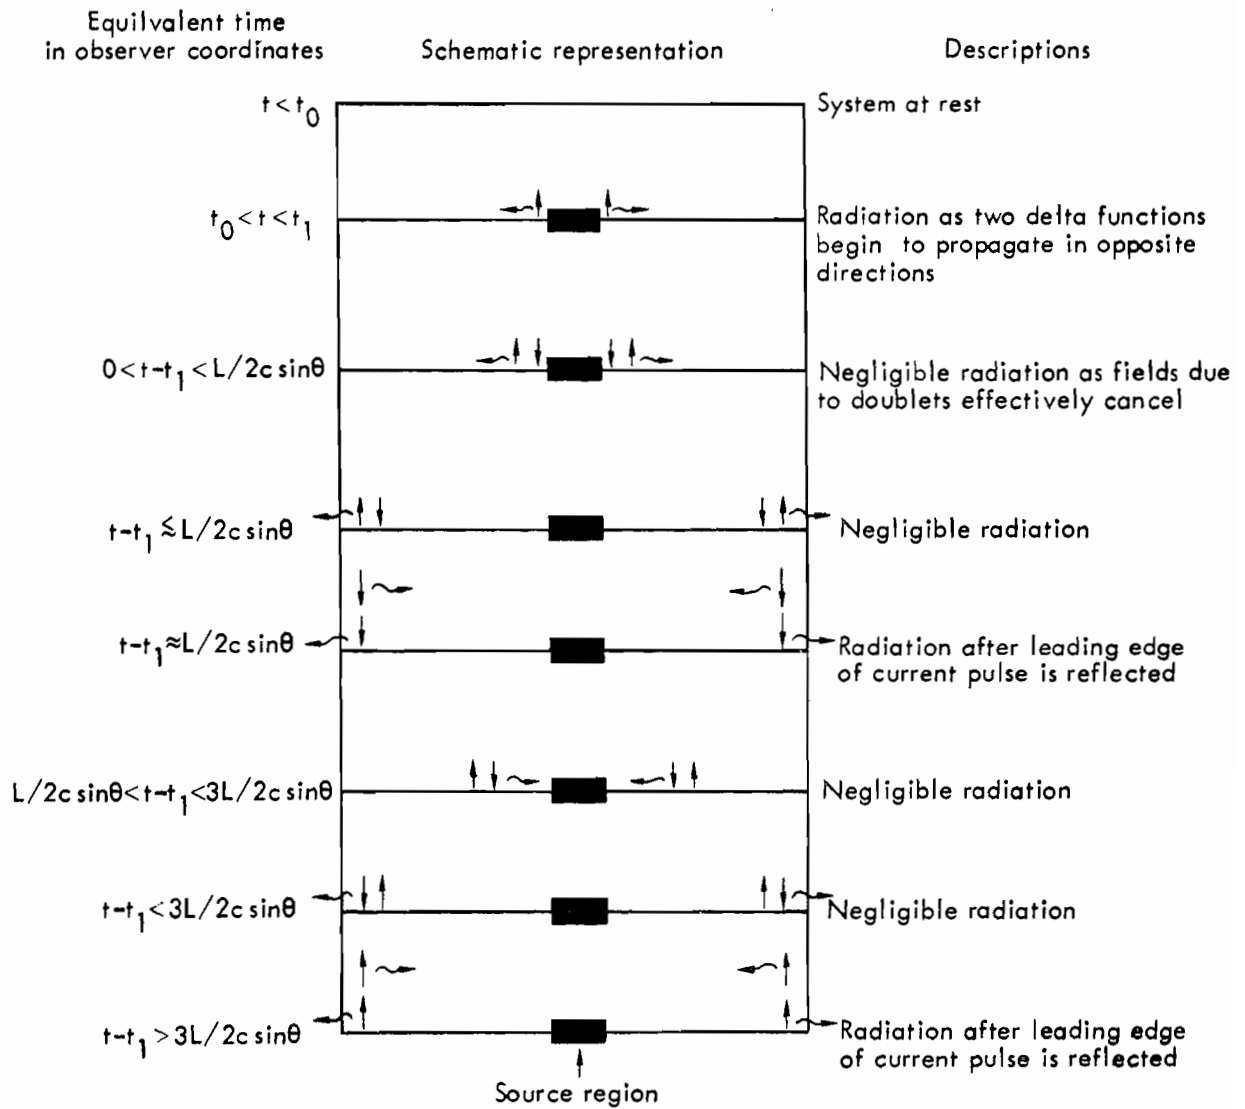 Equilvalent time
in observer coordinates
Schematic representation
Descriptions
t<t0
System at rest
t0<t<t1
Radiation as two delta functions
begin to propagate in opposite
directions
0<t-t1<L/2c sinθ
Negligible radiation as fields due
to doublets effectively cancel
t-t1≲L/2c sinθ
Negligible radiation
t-t1≈L/2c sinθ
Radiation after leading edge
of current pulse is reflected
L/2c sinθ<t-t1<3L/2c sinθ
Negligible radiation
t-t1<3L/2c sinθ
Negligible radiation
t-t1>3L/2c sinθ
Radiation after leading edge
of current pulse is reflected
Source region